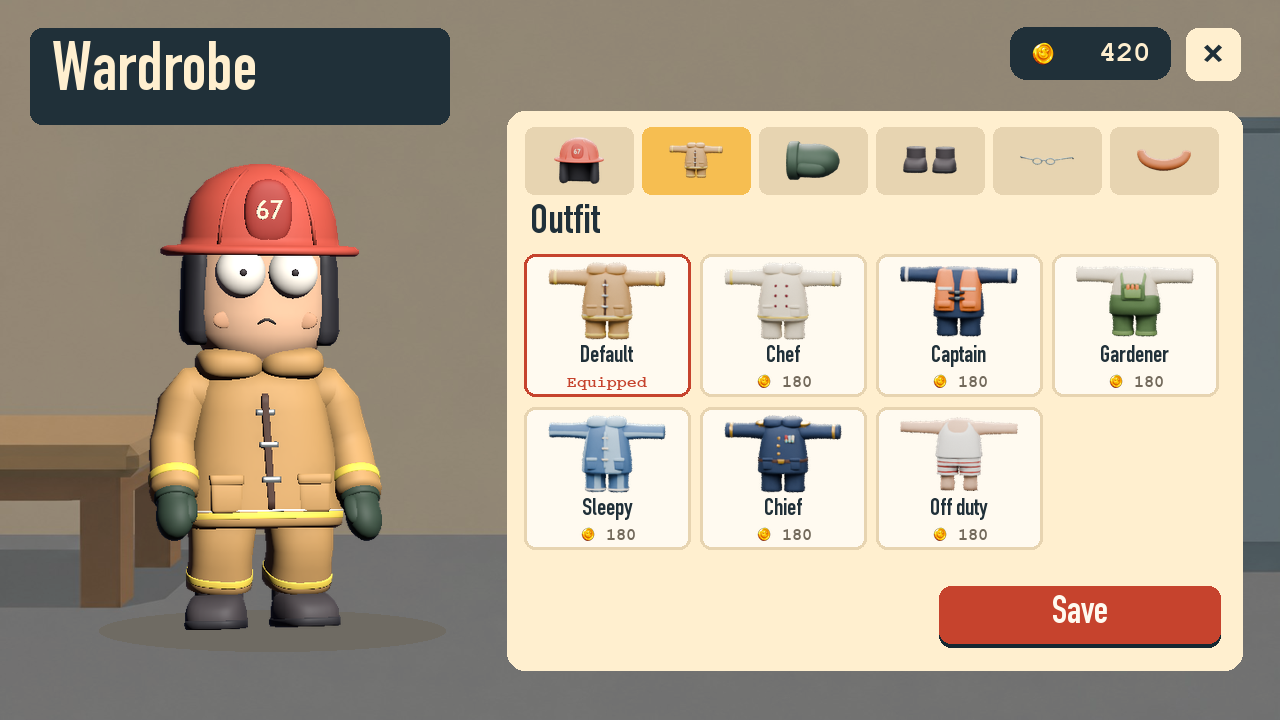 Wardrobe
420
×
67
67
Outfit
Default
Chef
Captain
Gardener
Equipped
180
180
180
Sleepy
Chief
Off duty
180
180
180
Save